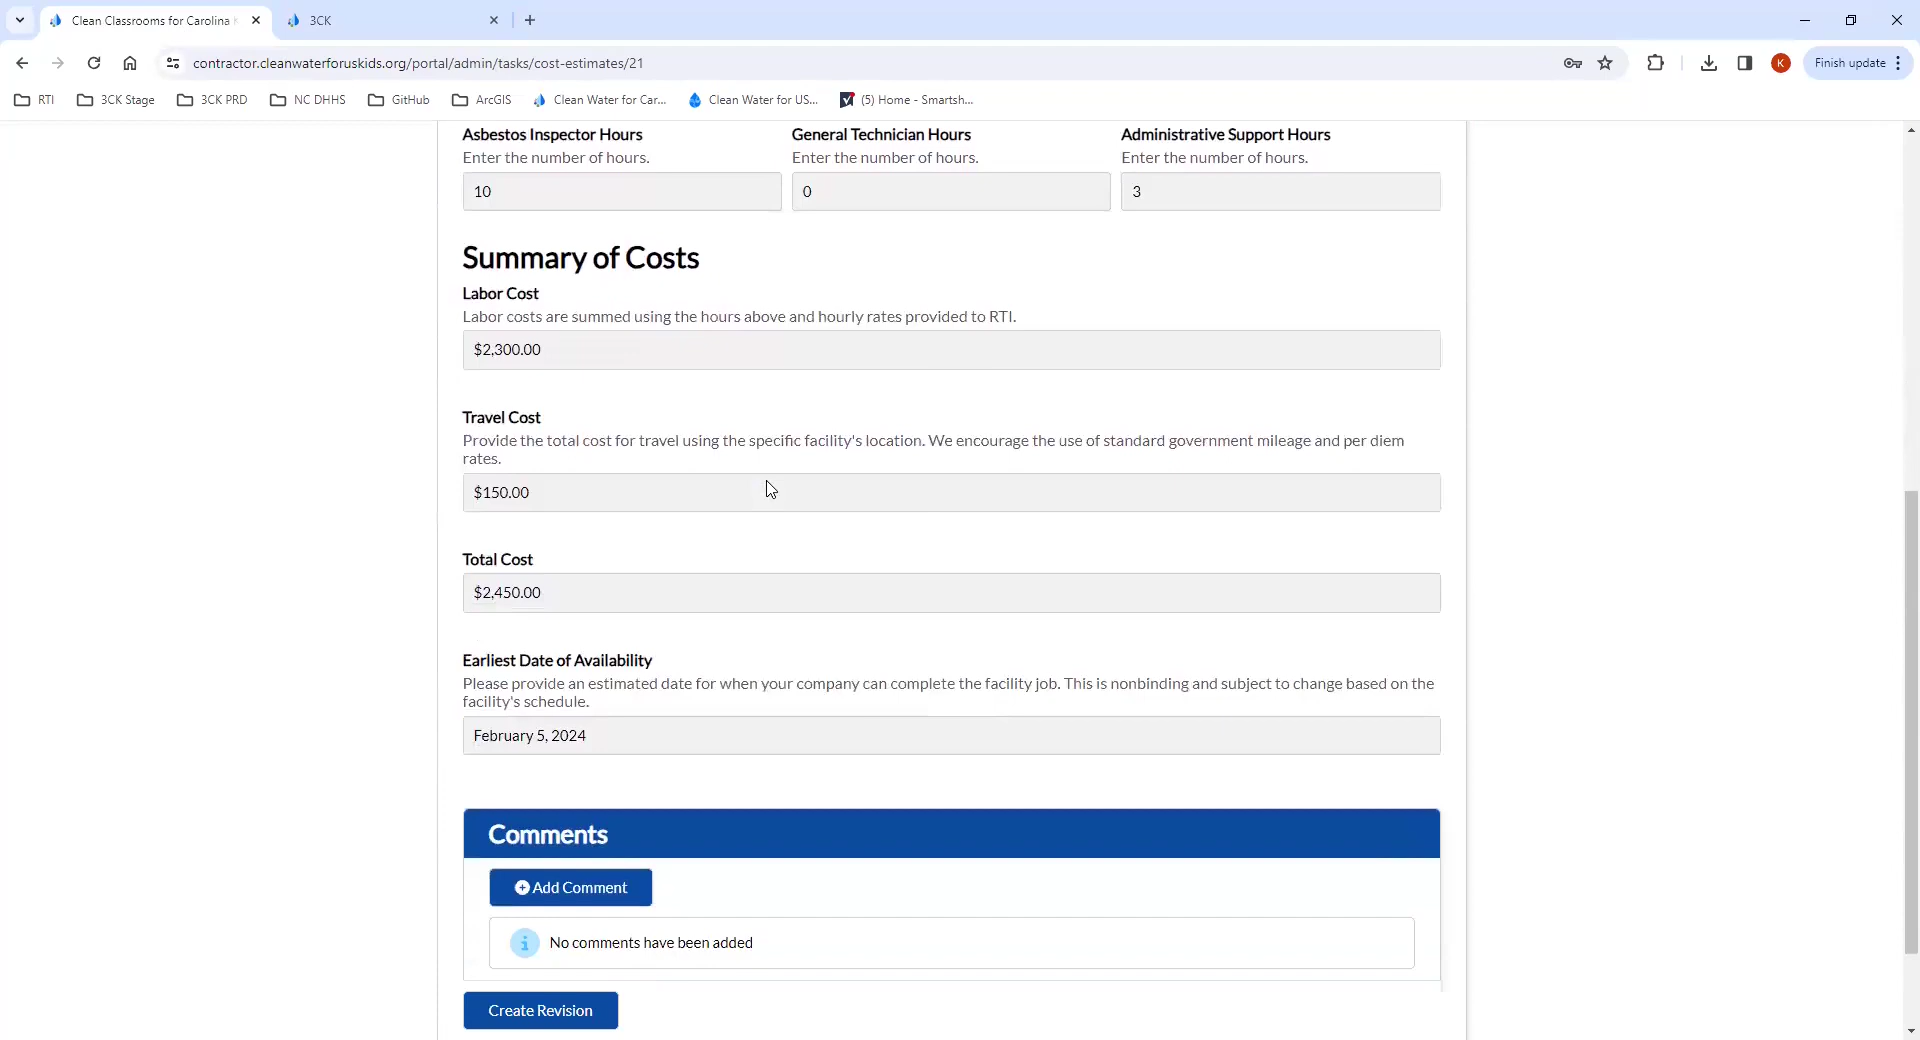 Clean Classrooms for Carolina
3CK
contractor.cleanwaterforuskids.org/portal/admin/tasks/cost-estimates/21
K
Finish update
RTI
3CK Stage
3CK PRD
NC DHHS
GitHub
ArcGIS
Clean Water for Car...
Clean Water for US...
(5) Home - Smartsh...
Asbestos Inspector Hours
General Technician Hours
Administrative Support Hours
Enter the number of hours.
Enter the number of hours.
Enter the number of hours.
10
0
3
Summary of Costs
Labor Cost
Labor costs are summed using the hours above and hourly rates provided to RTI.
$2,300.00
Travel Cost
Provide the total cost for travel using the specific facility's location. We encourage the use of standard government mileage and per diem
rates.
$150.00
Total Cost
$2,450.00
Earliest Date of Availability
Please provide an estimated date for when your company can complete the facility job. This is nonbinding and subject to change based on the
facility's schedule.
February 5, 2024
Comments
Add Comment
No comments have been added
Create Revision